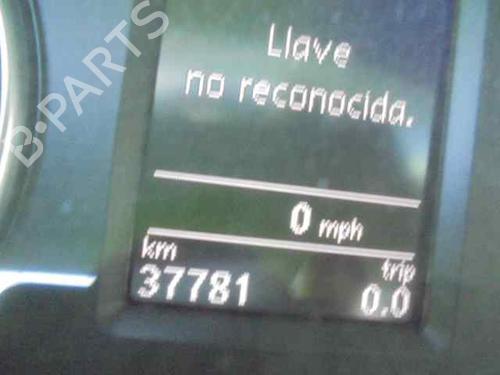 B-PARTS
Llave
no reconocida.
0 mph
km trip
37781 0.0